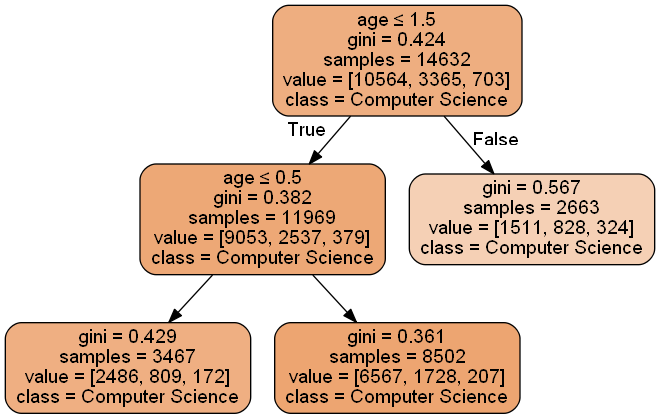 age ≤ 1.5
gini = 0.424
samples = 14632
value = [10564, 3365, 703]
class = Computer Science
True
False
age ≤ 0.5
gini = 0.382
samples = 11969
value = [9053, 2537, 379]
class = Computer Science
gini = 0.567
samples = 2663
value = [1511, 828, 324]
class = Computer Science
gini = 0.429
samples = 3467
value = [2486, 809, 172]
class = Computer Science
gini = 0.361
samples = 8502
value = [6567, 1728, 207]
class = Computer Science